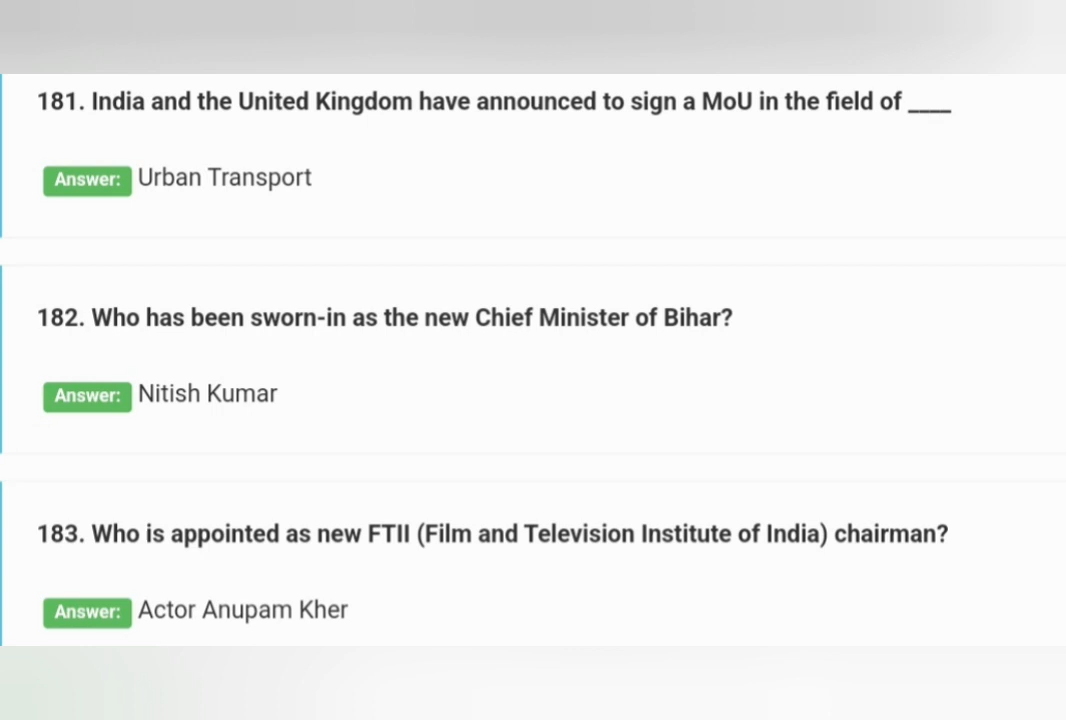 181. India and the United Kingdom have announced to sign a MoU in the field of ____
Answer: Urban Transport
182. Who has been sworn-in as the new Chief Minister of Bihar?
Answer: Nitish Kumar
183. Who is appointed as new FTII (Film and Television Institute of India) chairman?
Answer: Actor Anupam Kher